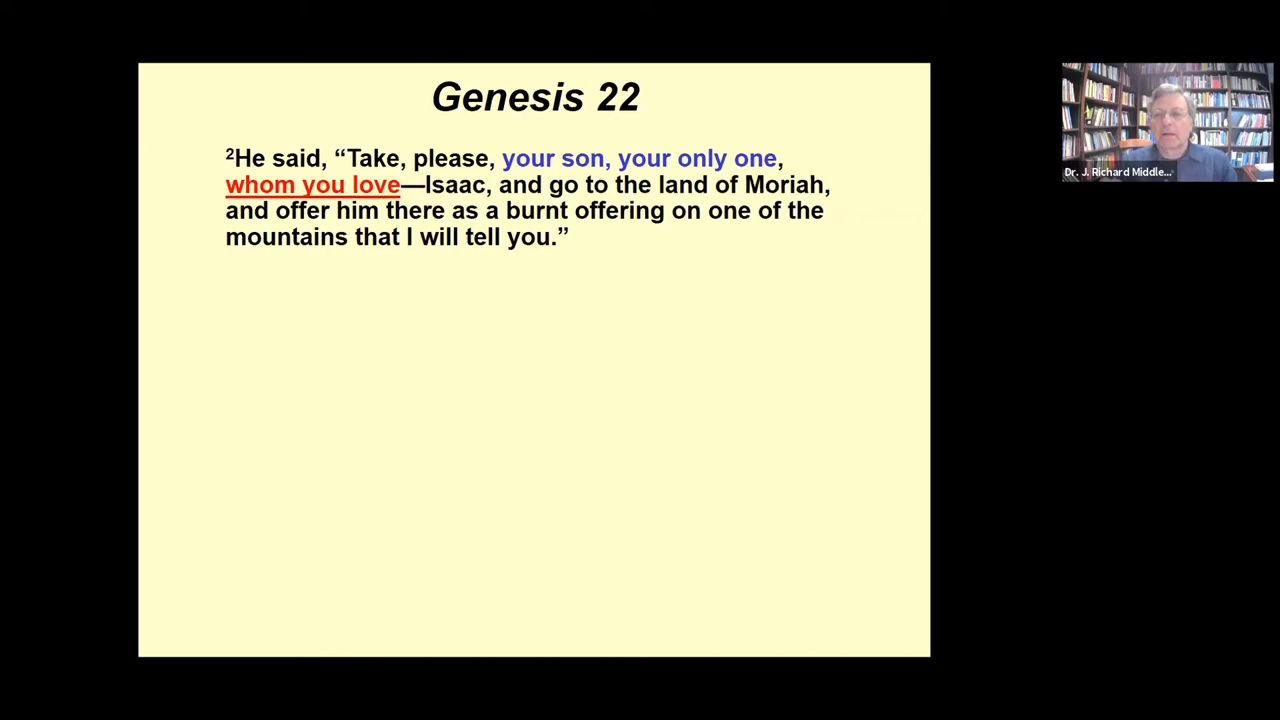 Genesis 22
²He said, “Take, please, your son, your only one,
whom you love—Isaac, and go to the land of Moriah,
and offer him there as a burnt offering on one of the
mountains that I will tell you.”
Dr. J. Richard Middle...